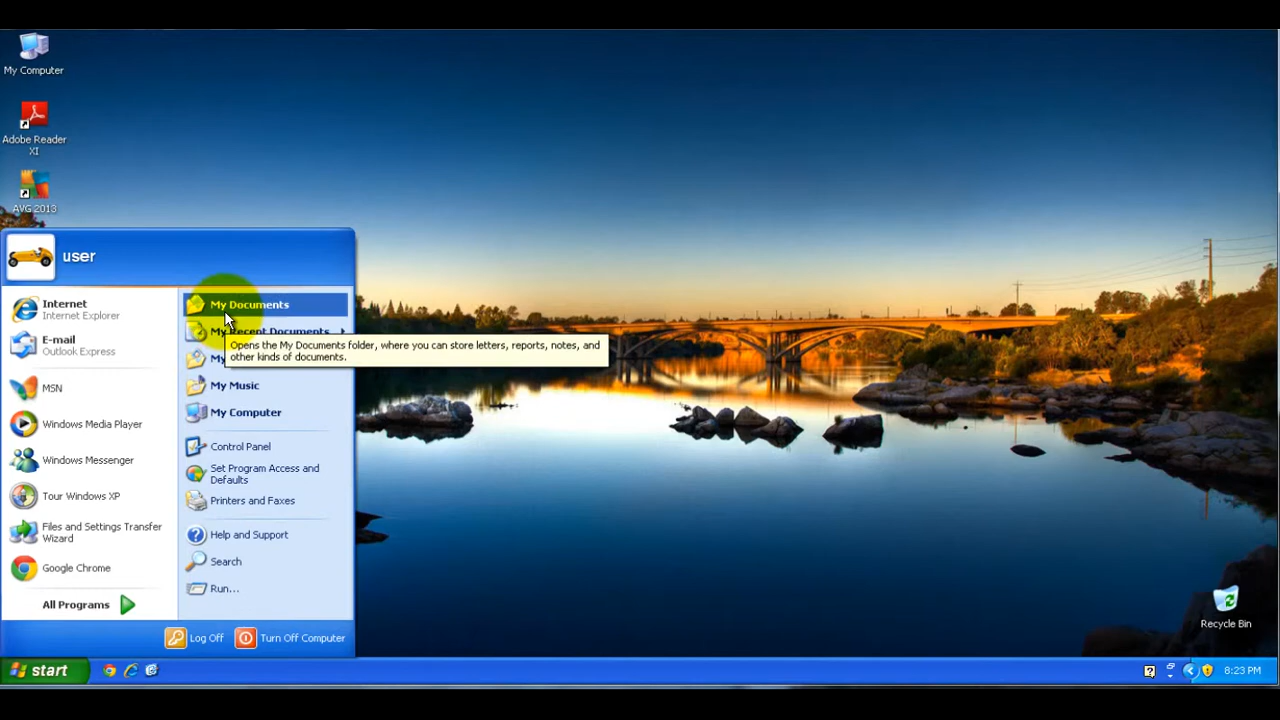 My Computer
Adobe Reader
XI
AVG 2013
user
Internet
Internet Explorer
E-mail
Outlook Express
MSN
Windows Media Player
Windows Messenger
Tour Windows XP
Files and Settings Transfer
Wizard
Google Chrome
All Programs
My Documents
My Recent Documents
Opens the My Documents folder, where you can store letters, reports, notes, and
other kinds of documents.
My
My Music
My Computer
Control Panel
Set Program Access and
Defaults
Printers and Faxes
Help and Support
Search
Run...
Log Off
Turn Off Computer
Recycle Bin
start
8:23 PM